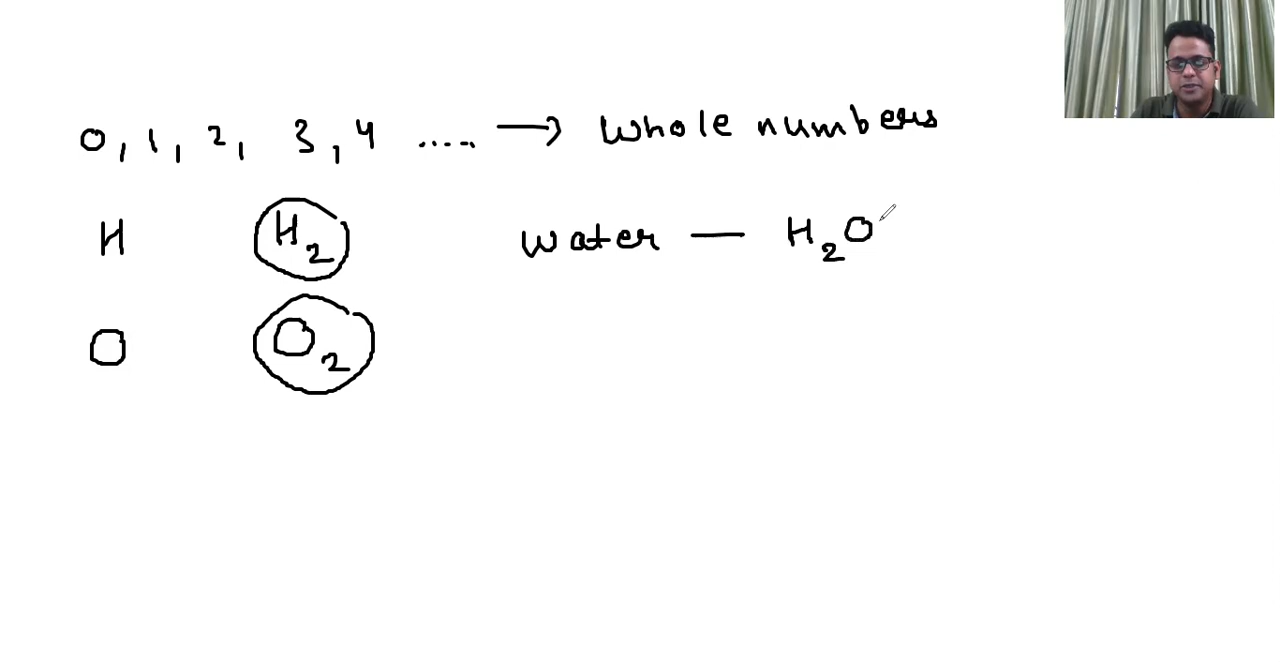 0, 1, 2, 3, 4 ..... → Whole numbers
H H₂ water — H₂O
O O₂